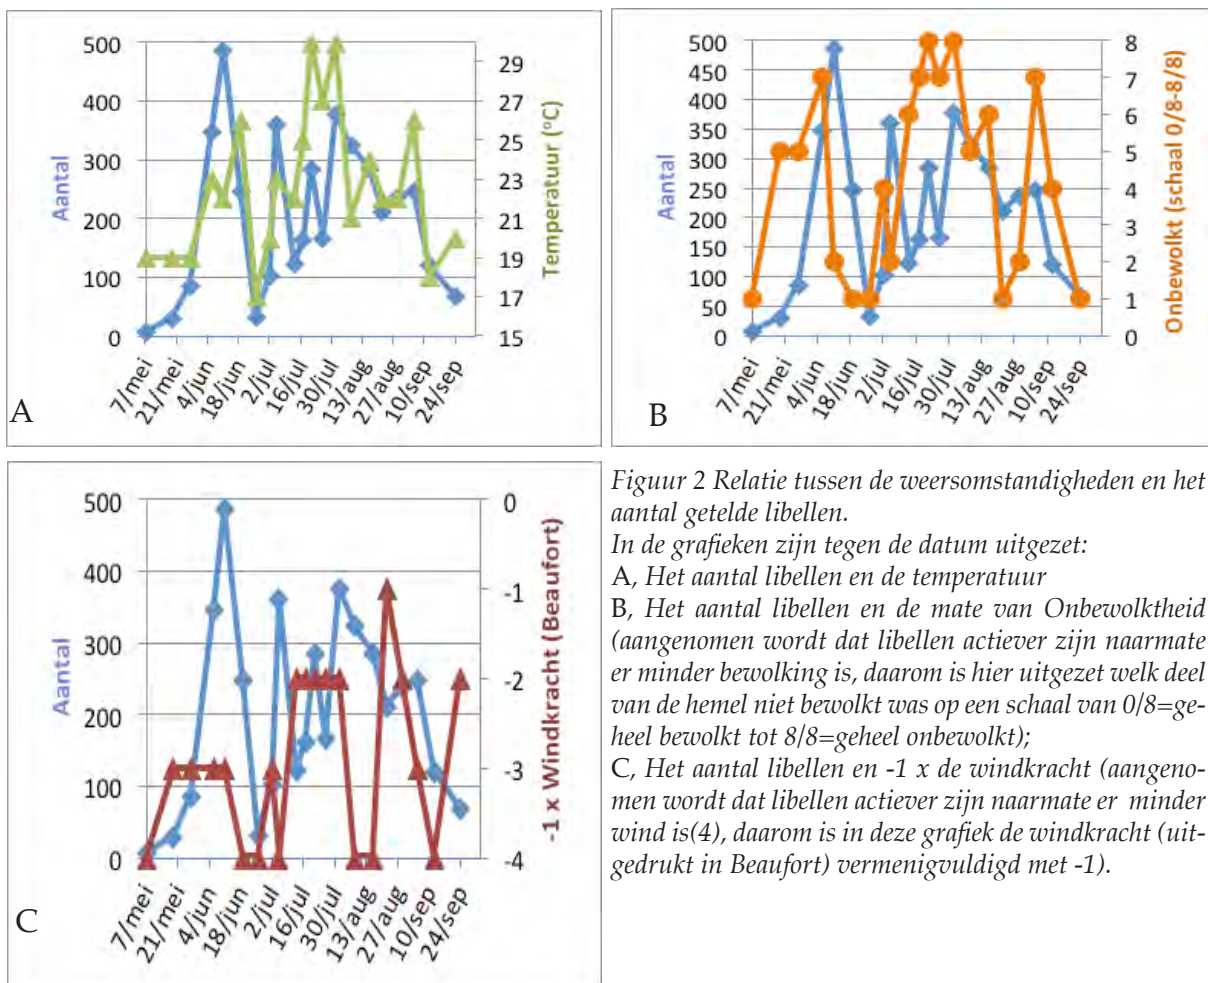 500
400
300
200
100
0
Aantal
29
27
25
23
21
19
17
15
Temperatuur (°C)
7/mei
21/mei
4/jun
18/jun
2/jul
16/jul
30/jul
13/aug
27/aug
10/sep
24/sep
A
500
450
400
350
300
250
200
150
100
50
0
Aantal
8
7
6
5
4
3
2
1
0
Onbewolkt (schaal 0/8-8/8)
7/mei
21/mei
4/jun
18/jun
2/jul
16/jul
30/jul
13/aug
27/aug
10/sep
24/sep
B
500
400
300
200
100
0
Aantal
0
-1
-2
-3
-4
-1 x Windkracht (Beaufort)
7/mei
21/mei
4/jun
18/jun
2/jul
16/jul
30/jul
13/aug
27/aug
10/sep
24/sep
C
Figuur 2 Relatie tussen de weersomstandigheden en het
aantal getelde libellen.
In de grafieken zijn tegen de datum uitgezet:
A, Het aantal libellen en de temperatuur
B, Het aantal libellen en de mate van Onbewolktheid
(aangenomen wordt dat libellen actiever zijn naarmate
er minder bewolking is, daarom is hier uitgezet welk deel
van de hemel niet bewolkt was op een schaal van 0/8=ge-
heel bewolkt tot 8/8=geheel onbewolkt);
C, Het aantal libellen en -1 x de windkracht (aangeno-
men wordt dat libellen actiever zijn naarmate er minder
wind is(4), daarom is in deze grafiek de windkracht (uit-
gedrukt in Beaufort) vermenigvuldigd met -1).